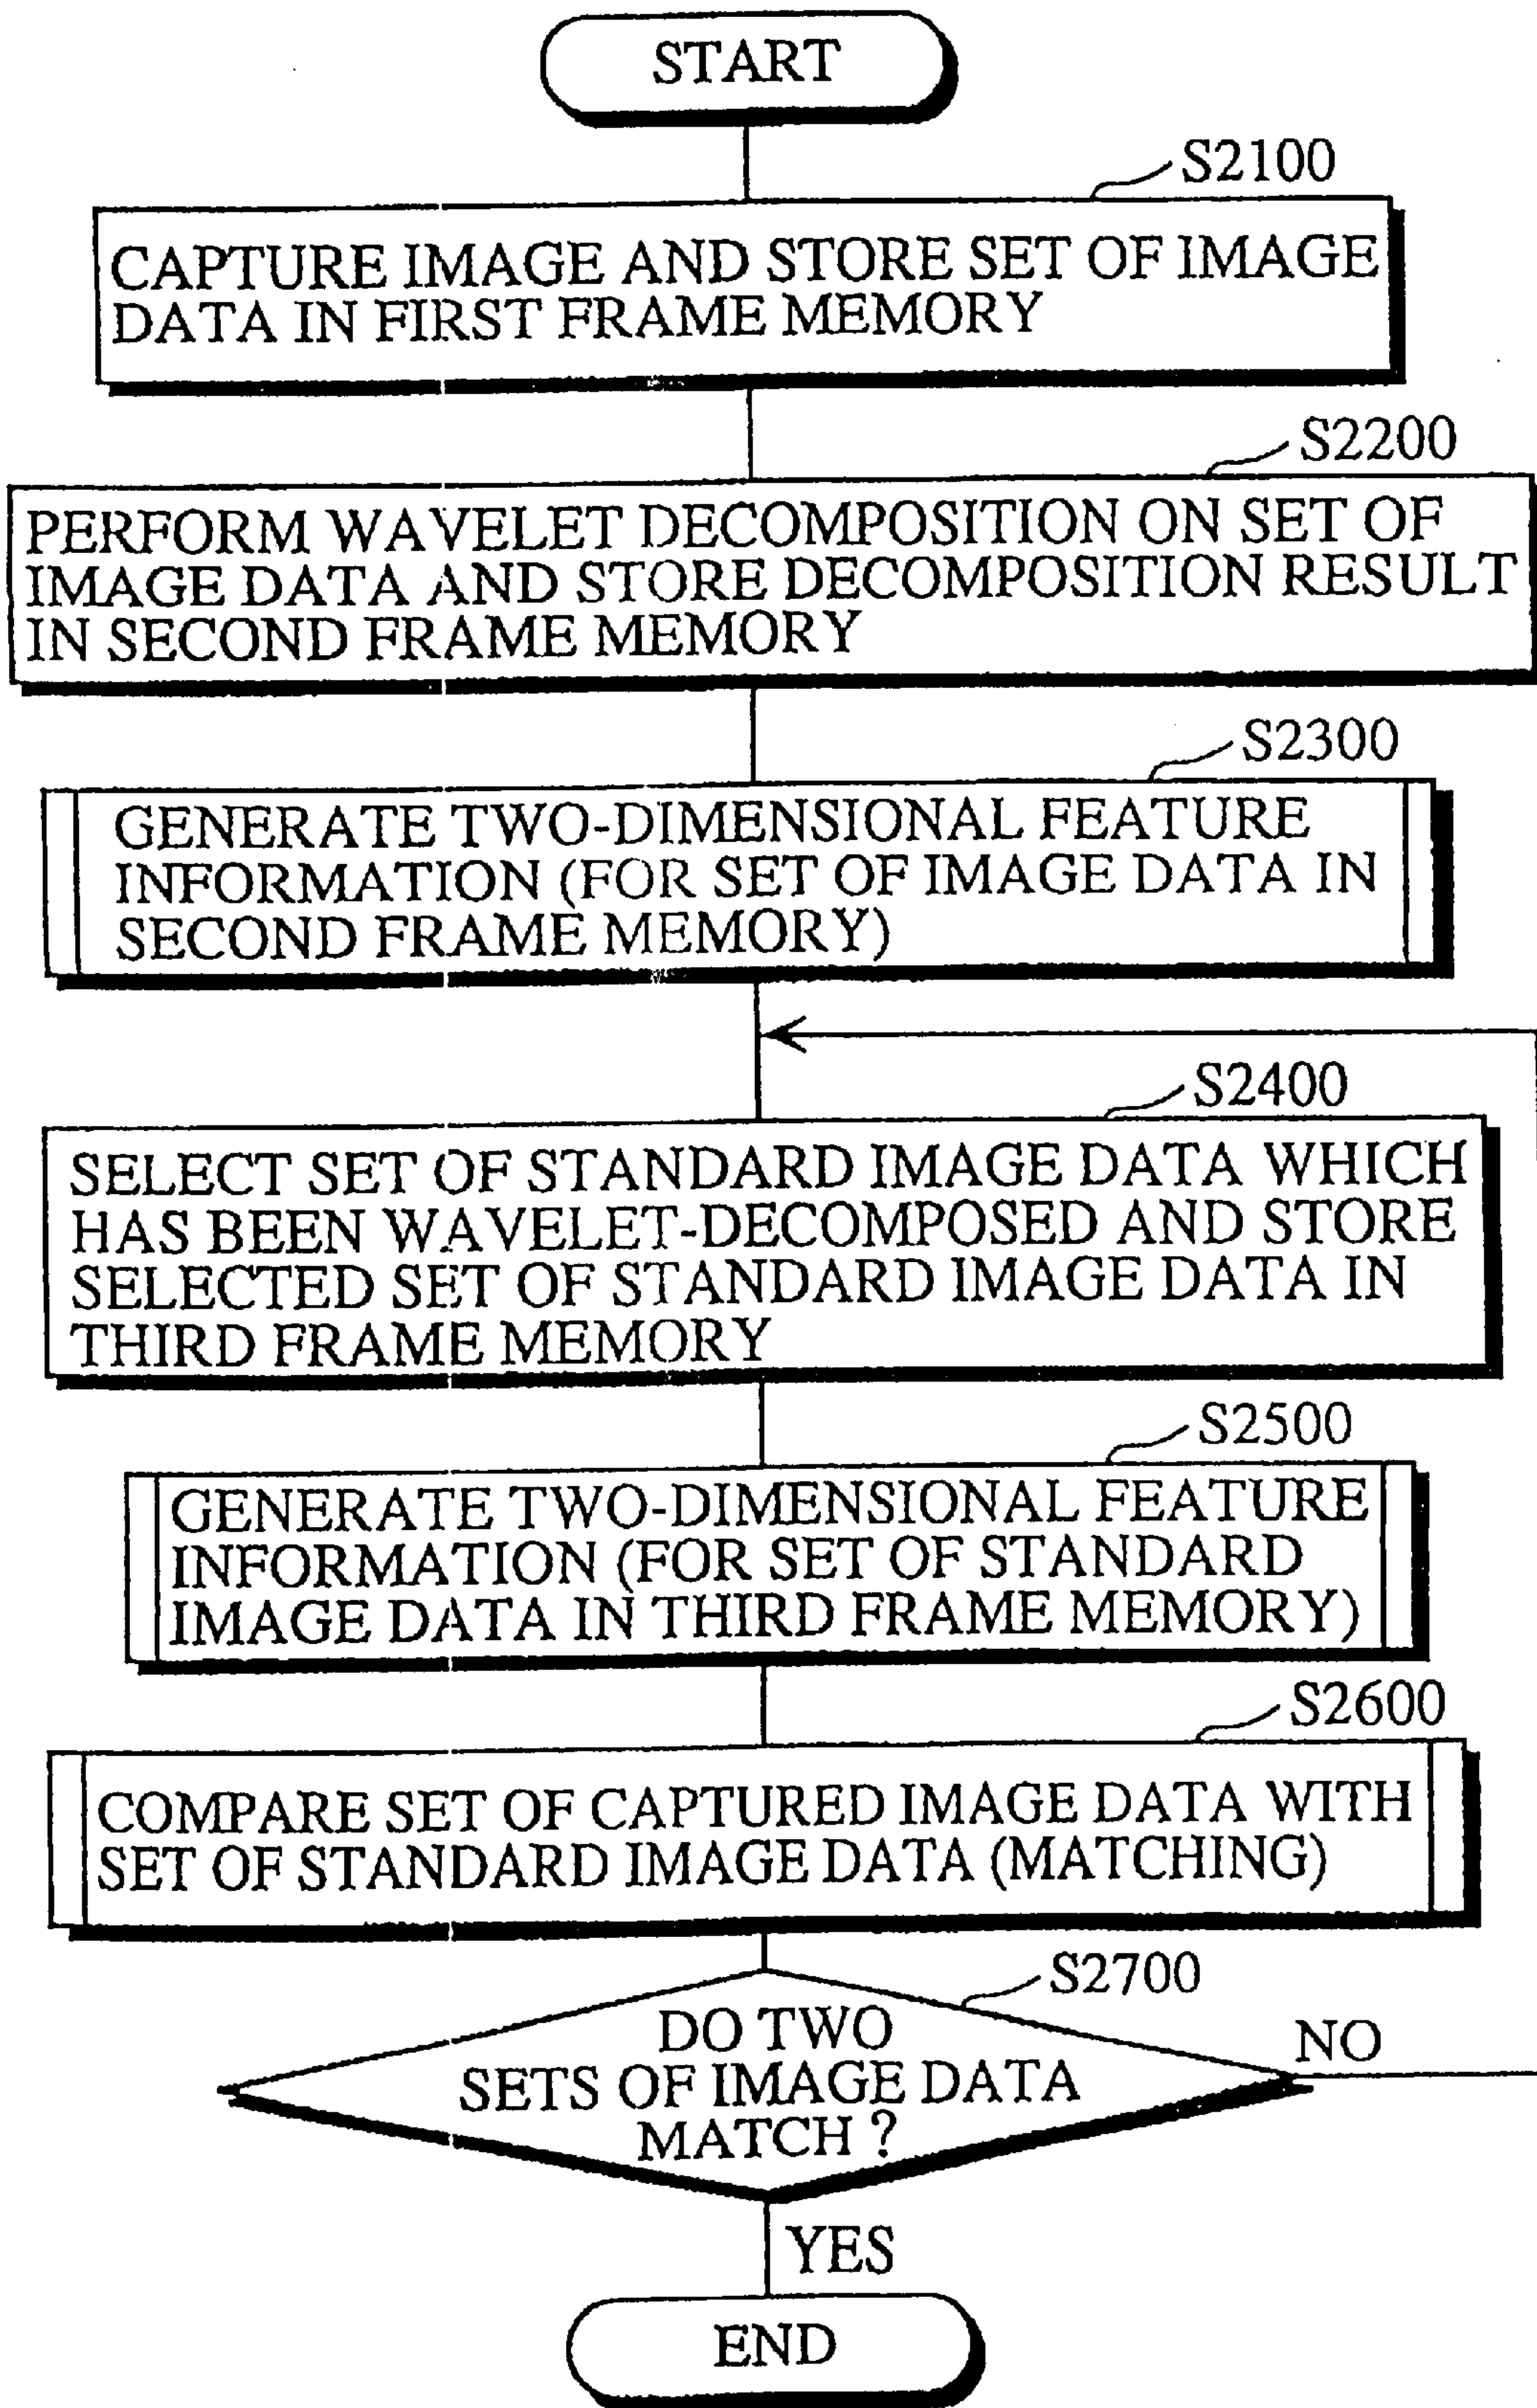 START
S2100
CAPTURE IMAGE AND STORE SET OF IMAGE
DATA IN FIRST FRAME MEMORY
S2200
PERFORM WAVELET DECOMPOSITION ON SET OF
IMAGE DATA AND STORE DECOMPOSITION RESULT
IN SECOND FRAME MEMORY
S2300
GENERATE TWO-DIMENSIONAL FEATURE
INFORMATION (FOR SET OF IMAGE DATA IN
SECOND FRAME MEMORY)
S2400
SELECT SET OF STANDARD IMAGE DATA WHICH
HAS BEEN WAVELET-DECOMPOSED AND STORE
SELECTED SET OF STANDARD IMAGE DATA IN
THIRD FRAME MEMORY
S2500
GENERATE TWO-DIMENSIONAL FEATURE
INFORMATION (FOR SET OF STANDARD
IMAGE DATA IN THIRD FRAME MEMORY)
S2600
COMPARE SET OF CAPTURED IMAGE DATA WITH
SET OF STANDARD IMAGE DATA (MATCHING)
S2700
DO TWO
SETS OF IMAGE DATA
MATCH ?
NO
YES
END